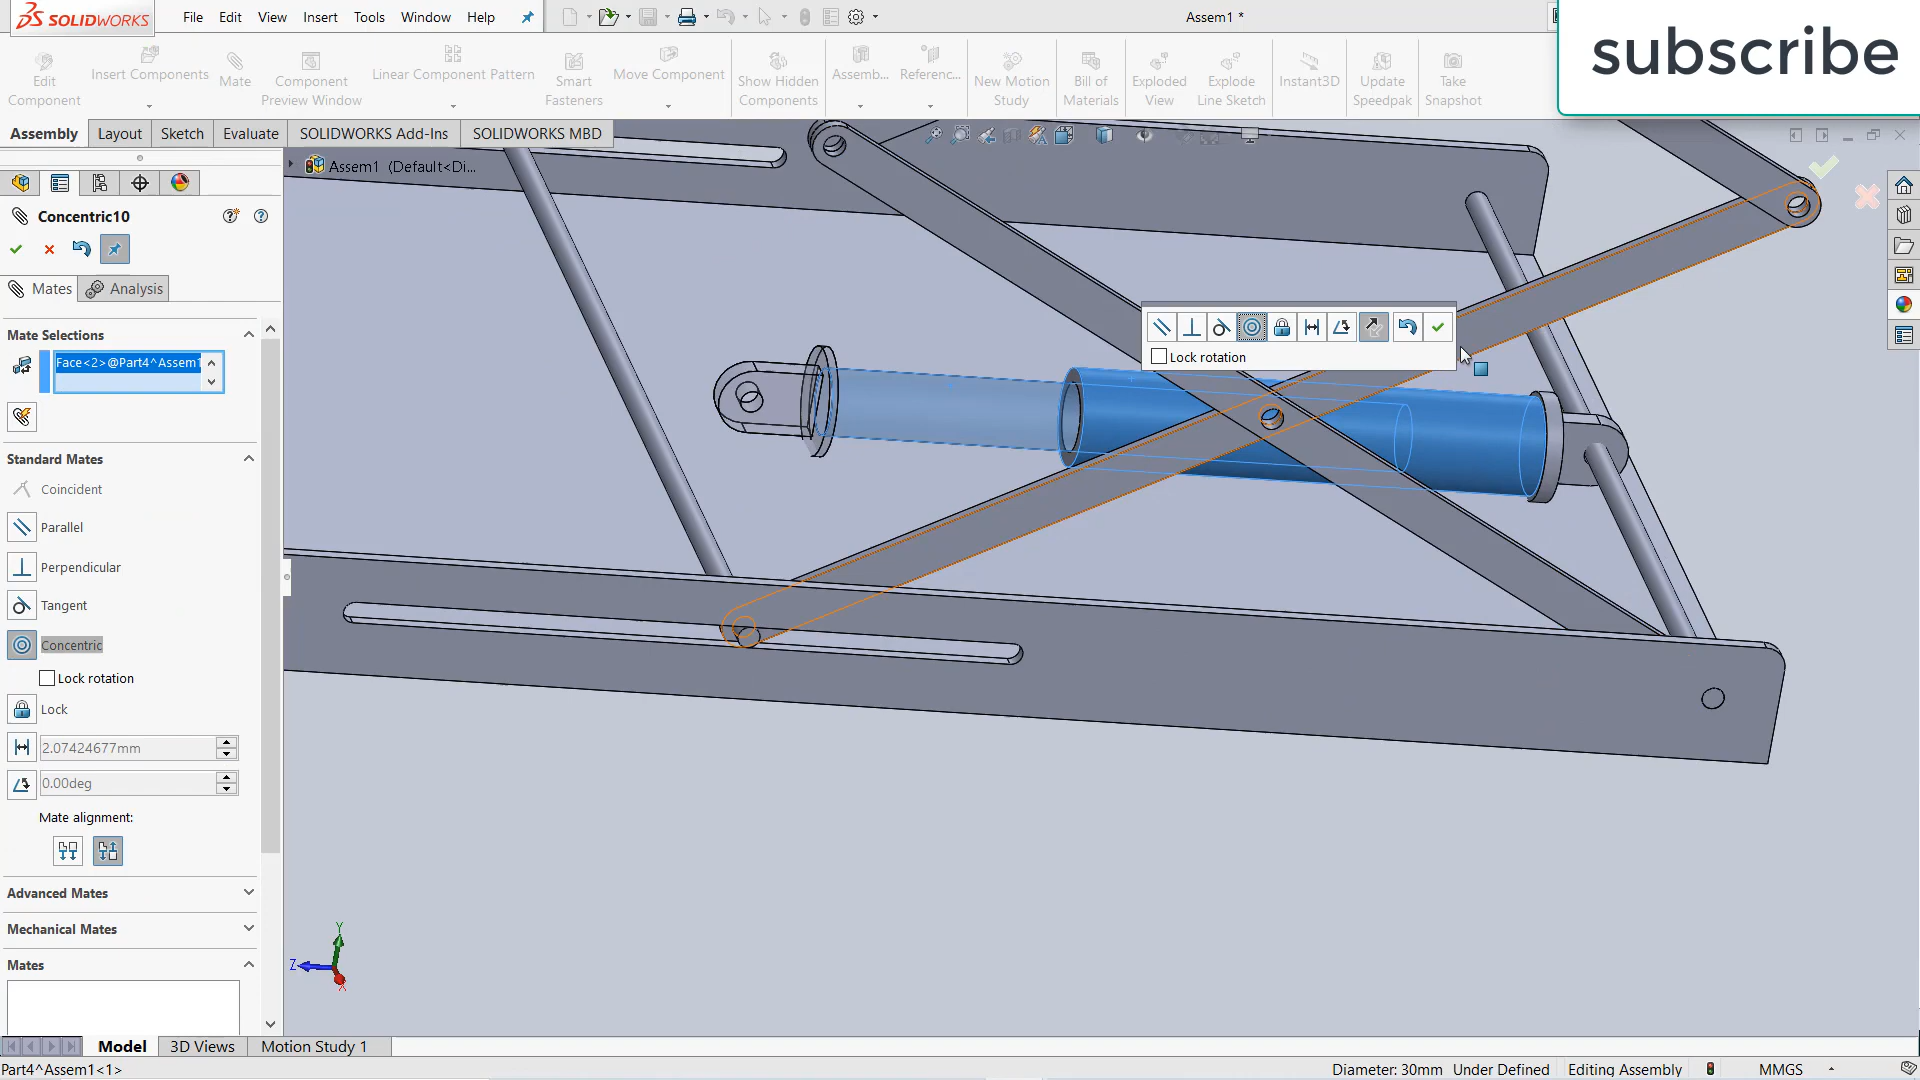 SOLIDWORKS
File Edit View Insert Tools Window Help
Assem1 *
subscribe
Edit Component
Insert Components
Mate
Component Preview Window
Linear Component Pattern
Smart Fasteners
Move Component
Show Hidden Components
Assemb...
Referenc...
New Motion Study
Bill of Materials
Exploded View
Explode Line Sketch
Instant3D
Update Speedpak
Take Snapshot
Assembly Layout Sketch Evaluate SOLIDWORKS Add-Ins SOLIDWORKS MBD
Assem1 (Default<Di...
Concentric10
Mates Analysis
Mate Selections
Face<2>@Part4^Assem1
Standard Mates
Coincident
Parallel
Perpendicular
Tangent
Concentric
Lock rotation
Lock
2.07424677mm
0.00deg
Mate alignment:
Advanced Mates
Mechanical Mates
Mates
Lock rotation
Y
Z
X
Model 3D Views Motion Study 1
Part4^Assem1<1>
Diameter: 30mm Under Defined Editing Assembly MMGS